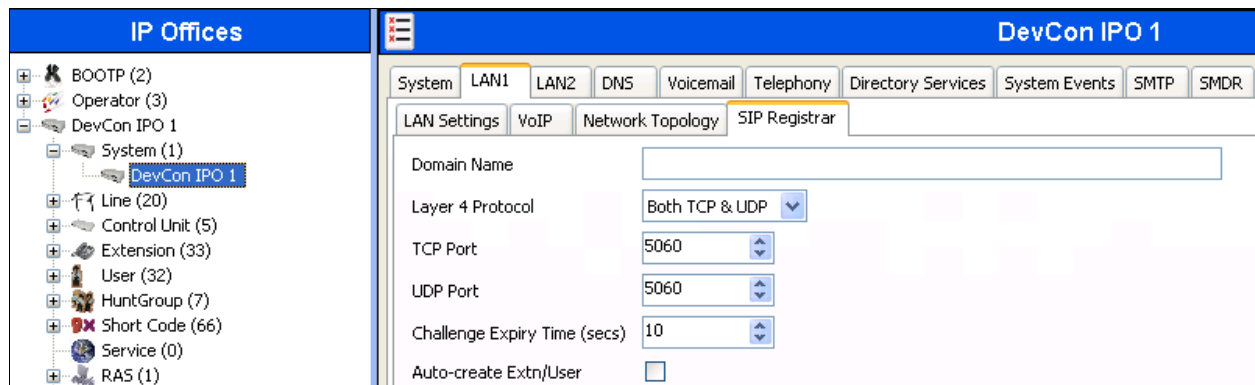 IP Offices
BOOTP (2)
Operator (3)
DevCon IPO 1
System (1)
DevCon IPO 1
Line (20)
Control Unit (5)
Extension (33)
User (32)
HuntGroup (7)
Short Code (66)
Service (0)
RAS (1)
DevCon IPO 1
System LAN1 LAN2 DNS Voicemail Telephony Directory Services System Events SMTP SMDR
LAN Settings VoIP Network Topology SIP Registrar
Domain Name
Layer 4 Protocol Both TCP & UDP
TCP Port 5060
UDP Port 5060
Challenge Expiry Time (secs) 10
Auto-create Extn/User